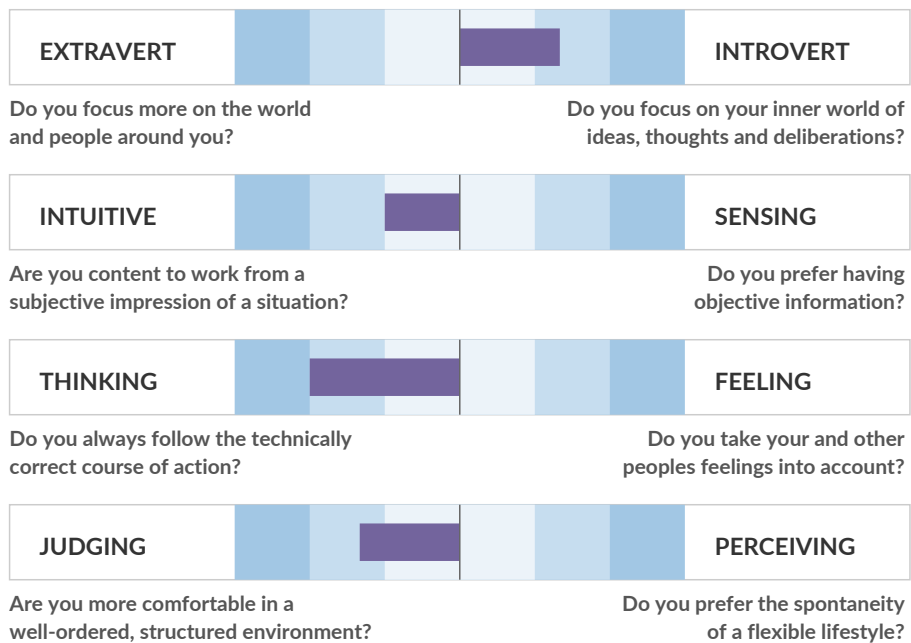 EXTRAVERT INTROVERT
Do you focus more on the world
and people around you?
Do you focus on your inner world of
ideas, thoughts and deliberations?
INTUITIVE SENSING
Are you content to work from a
subjective impression of a situation?
Do you prefer having
objective information?
THINKING FEELING
Do you always follow the technically
correct course of action?
Do you take your and other
peoples feelings into account?
JUDGING PERCEIVING
Are you more comfortable in a
well-ordered, structured environment?
Do you prefer the spontaneity
of a flexible lifestyle?